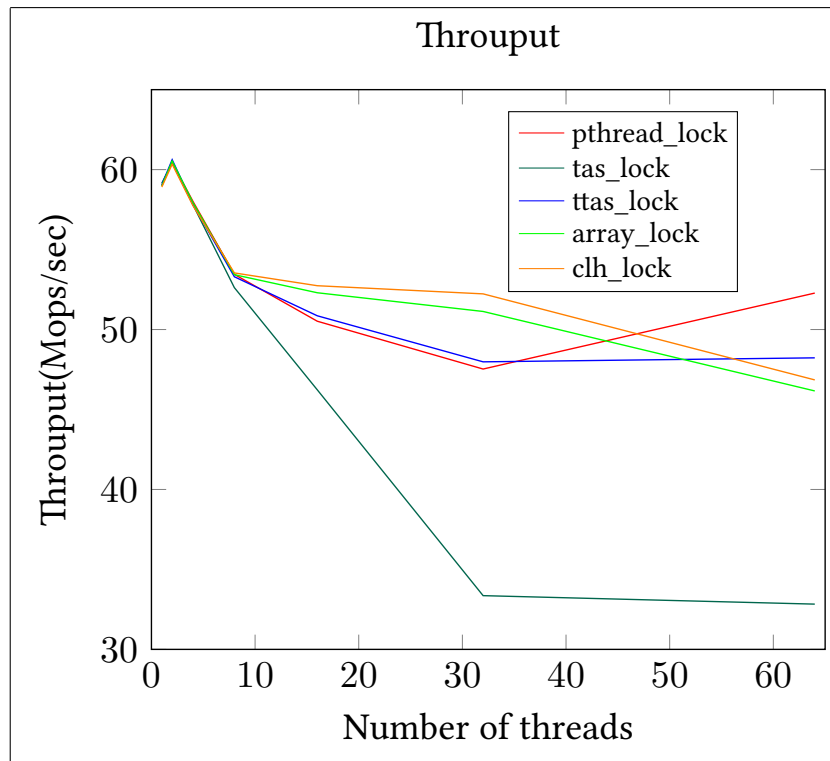 Throuput
60
50
40
30
0
10
20
30
40
50
60
Throuput(Mops/sec)
Number of threads
pthread_lock
tas_lock
ttas_lock
array_lock
clh_lock